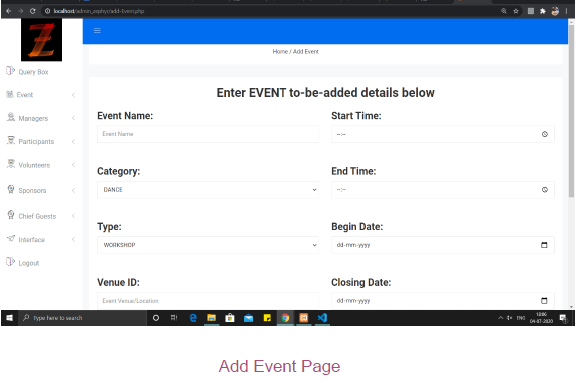 localhost/admin_zephyr/add-Event.php
Home / Add Event
Query Box
Event
Managers
Participants
Volunteers
Sponsors
Chief Guests
Interface
Logout
Enter EVENT to-be-added details below
Event Name:
Event Name
Start Time:
--:--
Category:
DANCE
End Time:
--:--
Type:
WORKSHOP
Begin Date:
dd-mm-yyyy
Venue ID:
Event Venue/Location
Closing Date:
dd-mm-yyyy
Type here to search
ENG
18:06
04-07-2020
Add Event Page